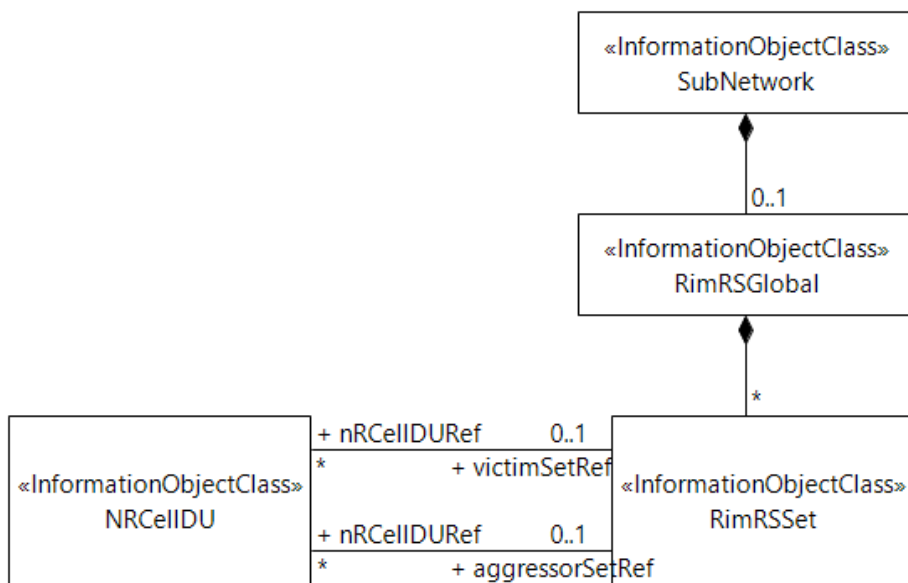 «InformationObjectClass»
SubNetwork
0..1
«InformationObjectClass»
RimRSGlobal
*
+ nRCellDURef 0..1
* + victimSetRef
«InformationObjectClass»
NRCellDU
«InformationObjectClass»
RimRSSet
+ nRCellDURef 0..1
* + aggressorSetRef